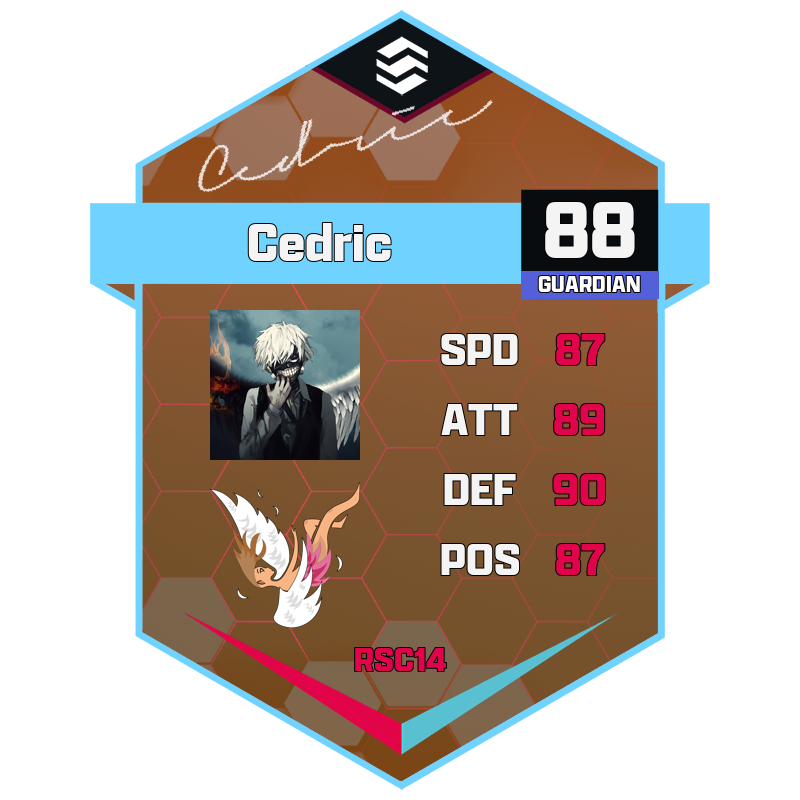 Cedric
Cedric
88
GUARDIAN
SPD 87
ATT 89
DEF 90
POS 87
RSC14